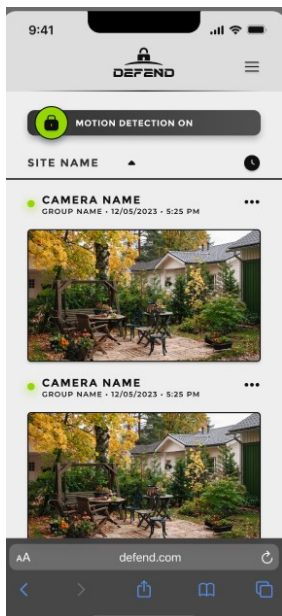 9:41
DEFEND
MOTION DETECTION ON
SITE NAME
CAMERA NAME
GROUP NAME • 12/05/2023 • 5:25 PM
CAMERA NAME
GROUP NAME • 12/05/2023 • 5:25 PM
AA defend.com